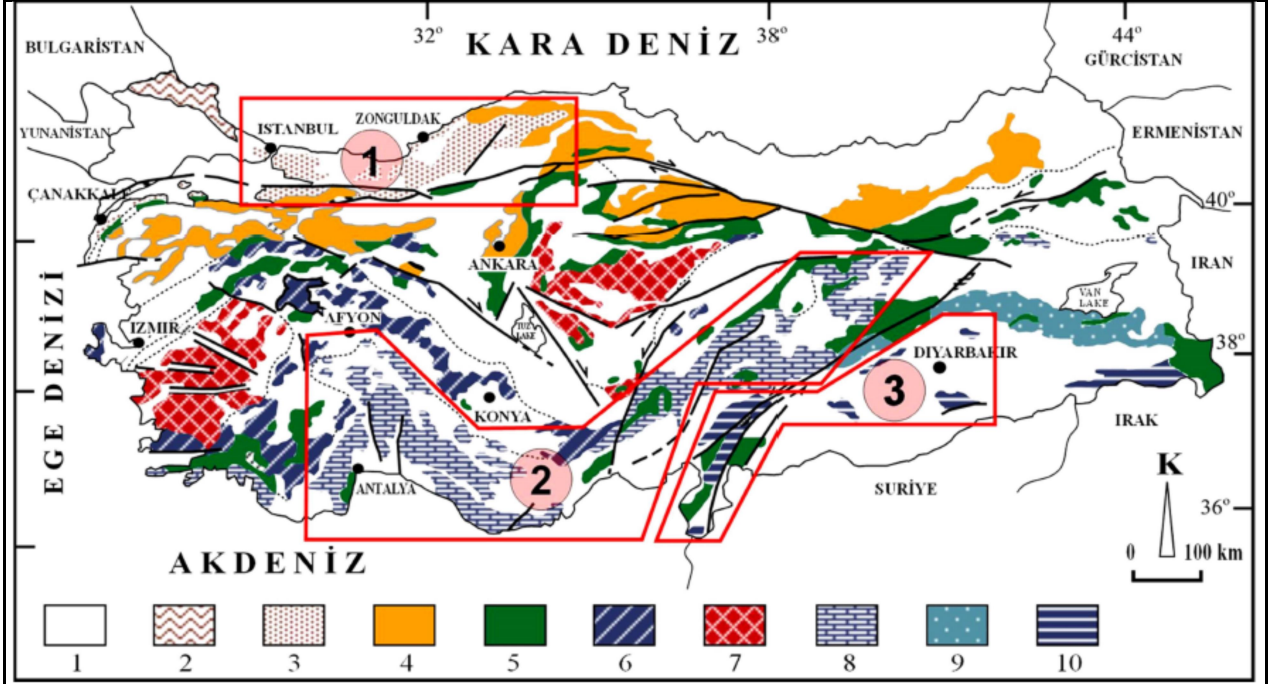 32°
38°
44°
KARA DENİZ
BULGARİSTAN
GÜRCİSTAN
ZONGULDAK
ISTANBUL
YUNANİSTAN
ERMENİSTAN
1
ÇANAKKALE
40°
ANKARA
IRAN
VAN
LAKE
EGE DENİZİ
IZMIR
AFYON
TUZ
LAKE
38°
DIYARBAKIR
3
KONYA
IRAK
2
ANTALYA
SURİYE
K
36°
AKDENİZ
0 100 km
1 2 3 4 5 6 7 8 9 10